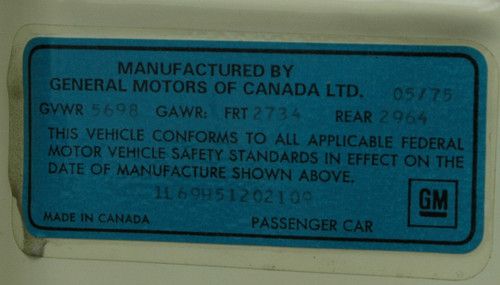 MANUFACTURED BY
GENERAL MOTORS OF CANADA LTD. 05/75
GVWR 5698 GAWR: FRT 2734 REAR 2964
THIS VEHICLE CONFORMS TO ALL APPLICABLE FEDERAL
MOTOR VEHICLE SAFETY STANDARDS IN EFFECT ON THE
DATE OF MANUFACTURE SHOWN ABOVE.
GM
MADE IN CANADA PASSENGER CAR